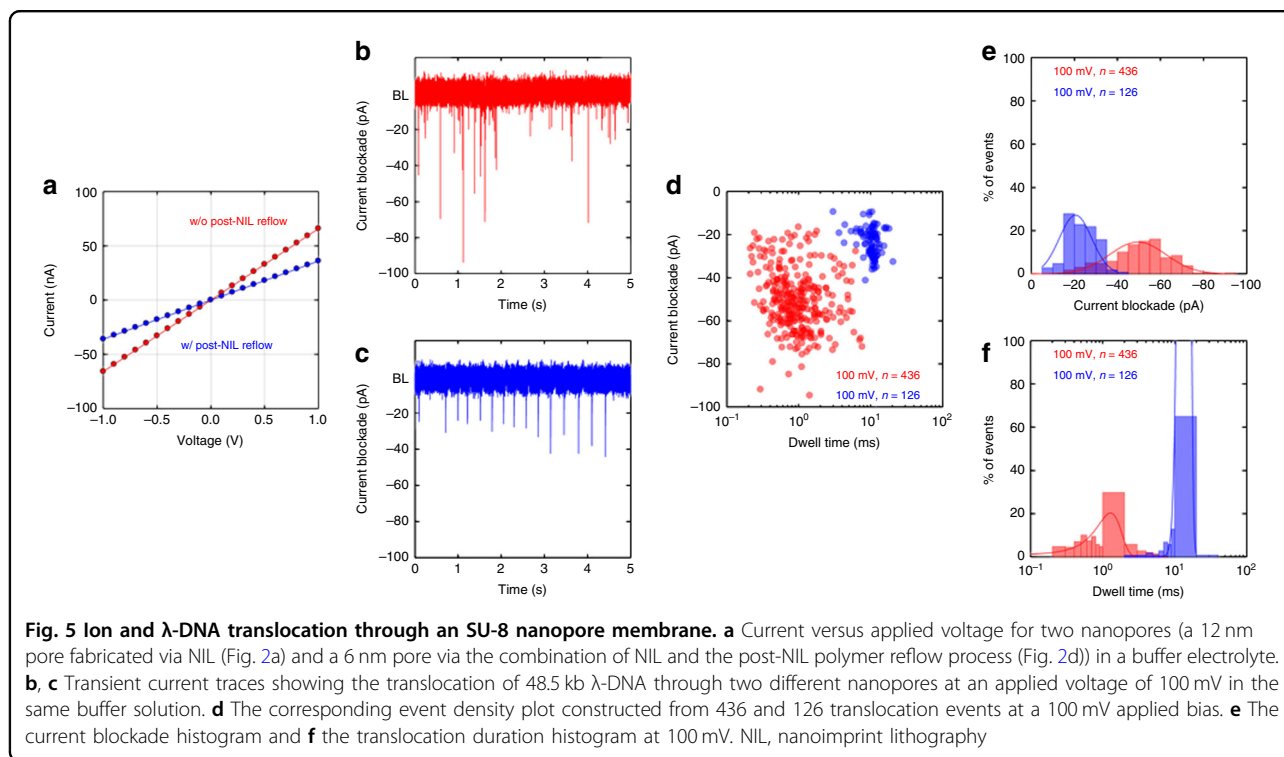 a
100
50
0
−50
−100
Current (nA)
w/o post-NIL reflow
w/ post-NIL reflow
−1.0
−0.5
0.0
0.5
1.0
Voltage (V)
b
BL
−20
−40
−60
−80
−100
Current blockade (pA)
0
1
2
3
4
5
Time (s)
c
BL
−20
−40
−60
−80
−100
Current blockade (pA)
0
1
2
3
4
5
Time (s)
d
0
−20
−40
−60
−80
−100
Current blockade (pA)
100 mV, n = 436
100 mV, n = 126
10⁻¹
10⁰
10¹
10²
Dwell time (ms)
e
100
80
60
40
20
0
% of events
100 mV, n = 436
100 mV, n = 126
0
−20
−40
−60
−80
−100
Current blockade (pA)
f
100
80
60
40
20
0
% of events
100 mV, n = 436
100 mV, n = 126
10⁻¹
10⁰
10¹
10²
Dwell time (ms)
Fig. 5 Ion and λ-DNA translocation through an SU-8 nanopore membrane. a Current versus applied voltage for two nanopores (a 12 nm
pore fabricated via NIL (Fig. 2a) and a 6 nm pore via the combination of NIL and the post-NIL polymer reflow process (Fig. 2d)) in a buffer electrolyte.
b, c Transient current traces showing the translocation of 48.5 kb λ-DNA through two different nanopores at an applied voltage of 100 mV in the
same buffer solution. d The corresponding event density plot constructed from 436 and 126 translocation events at a 100 mV applied bias. e The
current blockade histogram and f the translocation duration histogram at 100 mV. NIL, nanoimprint lithography